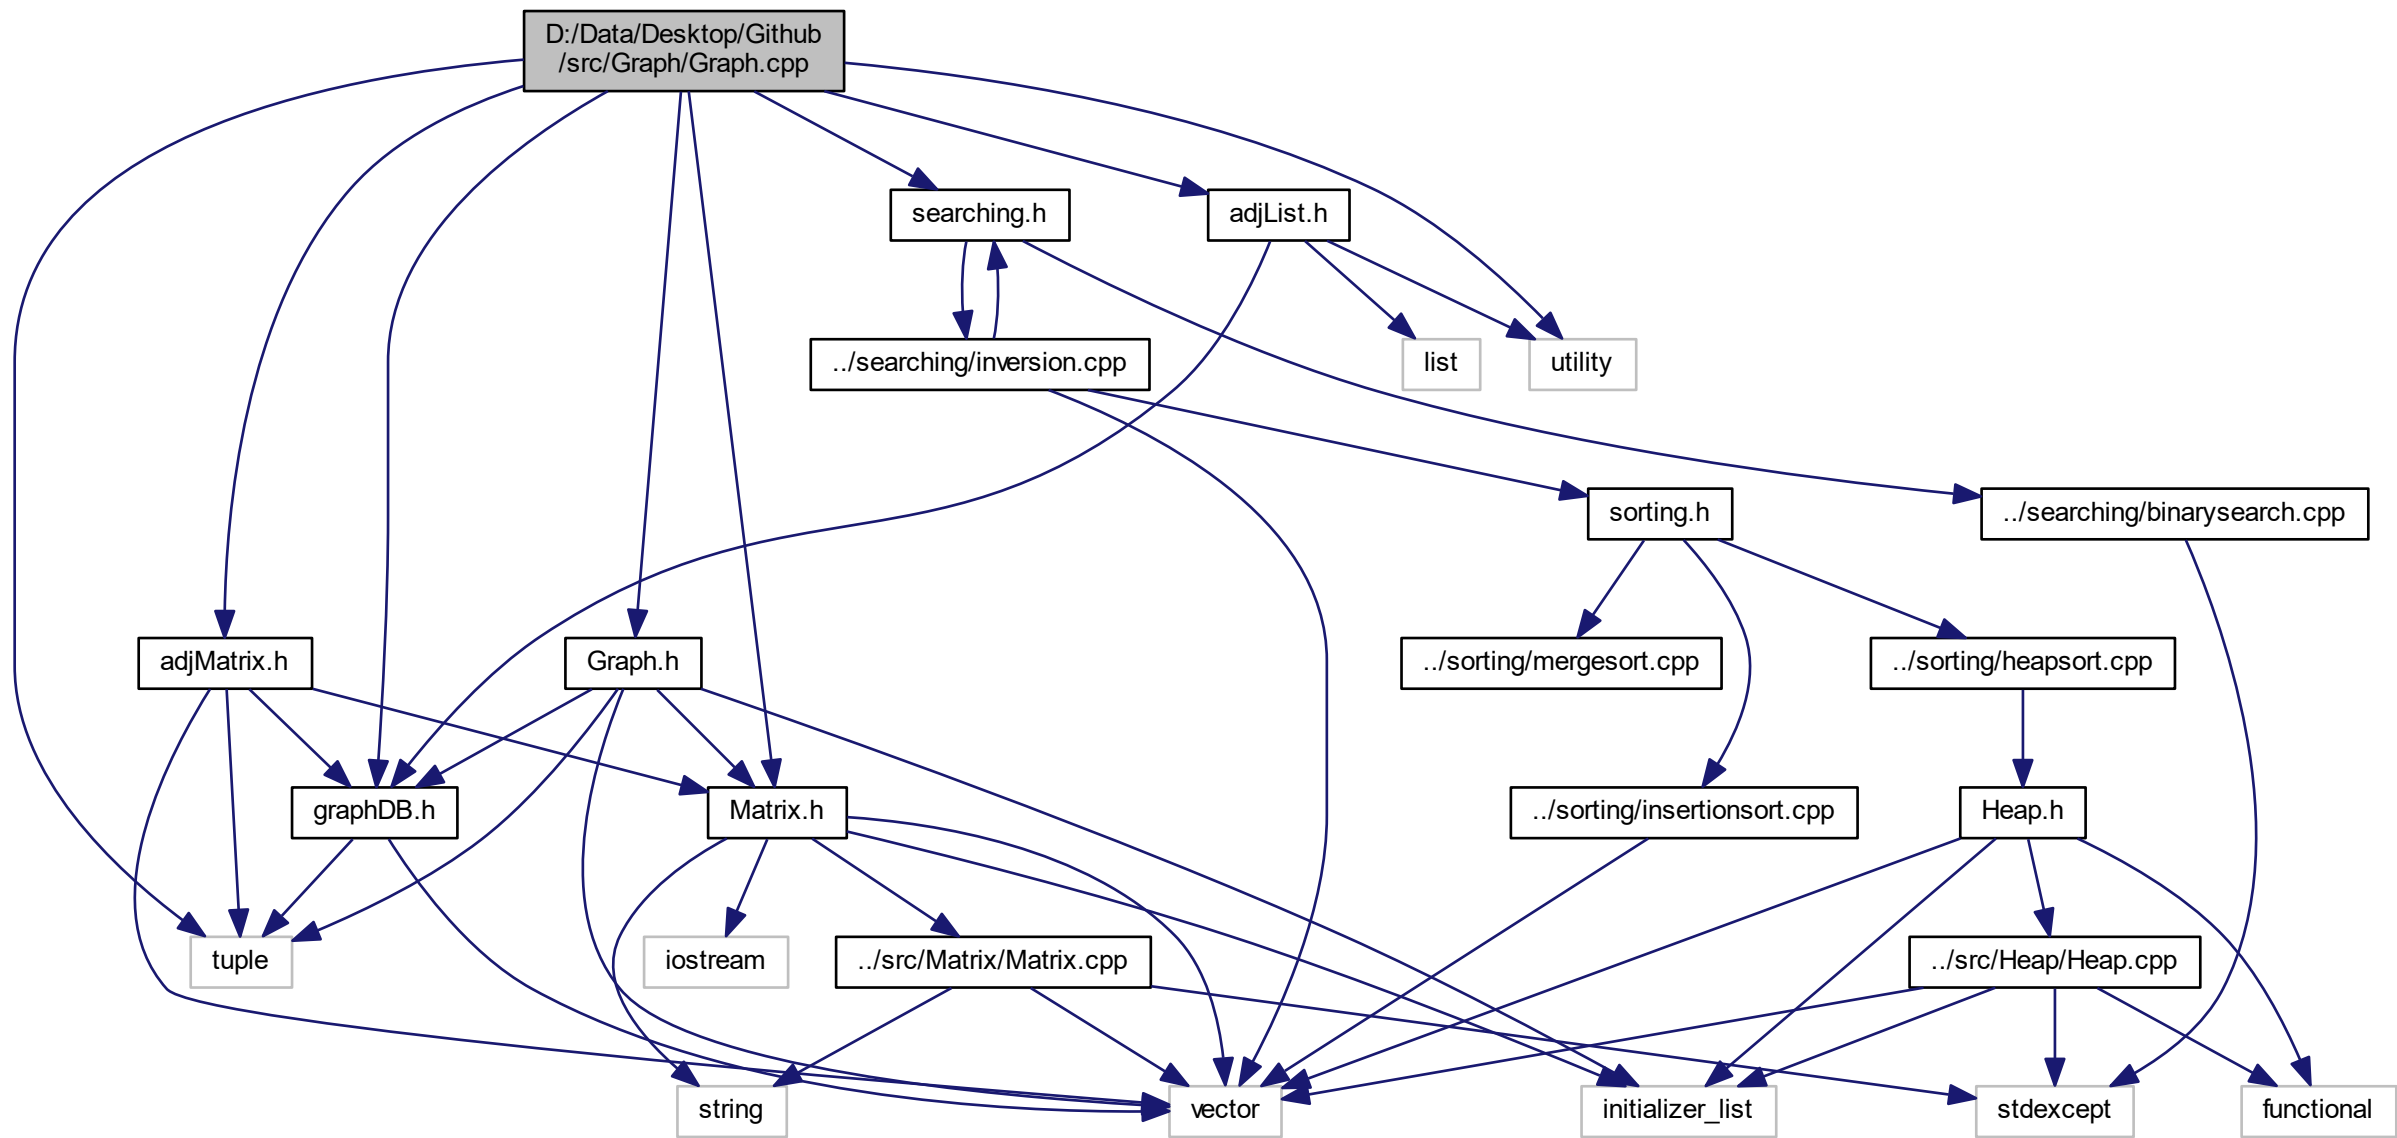 D:/Data/Desktop/Github
/src/Graph/Graph.cpp
searching.h
adjList.h
../searching/inversion.cpp
list
utility
sorting.h
../searching/binarysearch.cpp
adjMatrix.h
Graph.h
../sorting/mergesort.cpp
../sorting/heapsort.cpp
graphDB.h
Matrix.h
../sorting/insertionsort.cpp
Heap.h
tuple
iostream
../src/Matrix/Matrix.cpp
../src/Heap/Heap.cpp
string
vector
initializer_list
stdexcept
functional